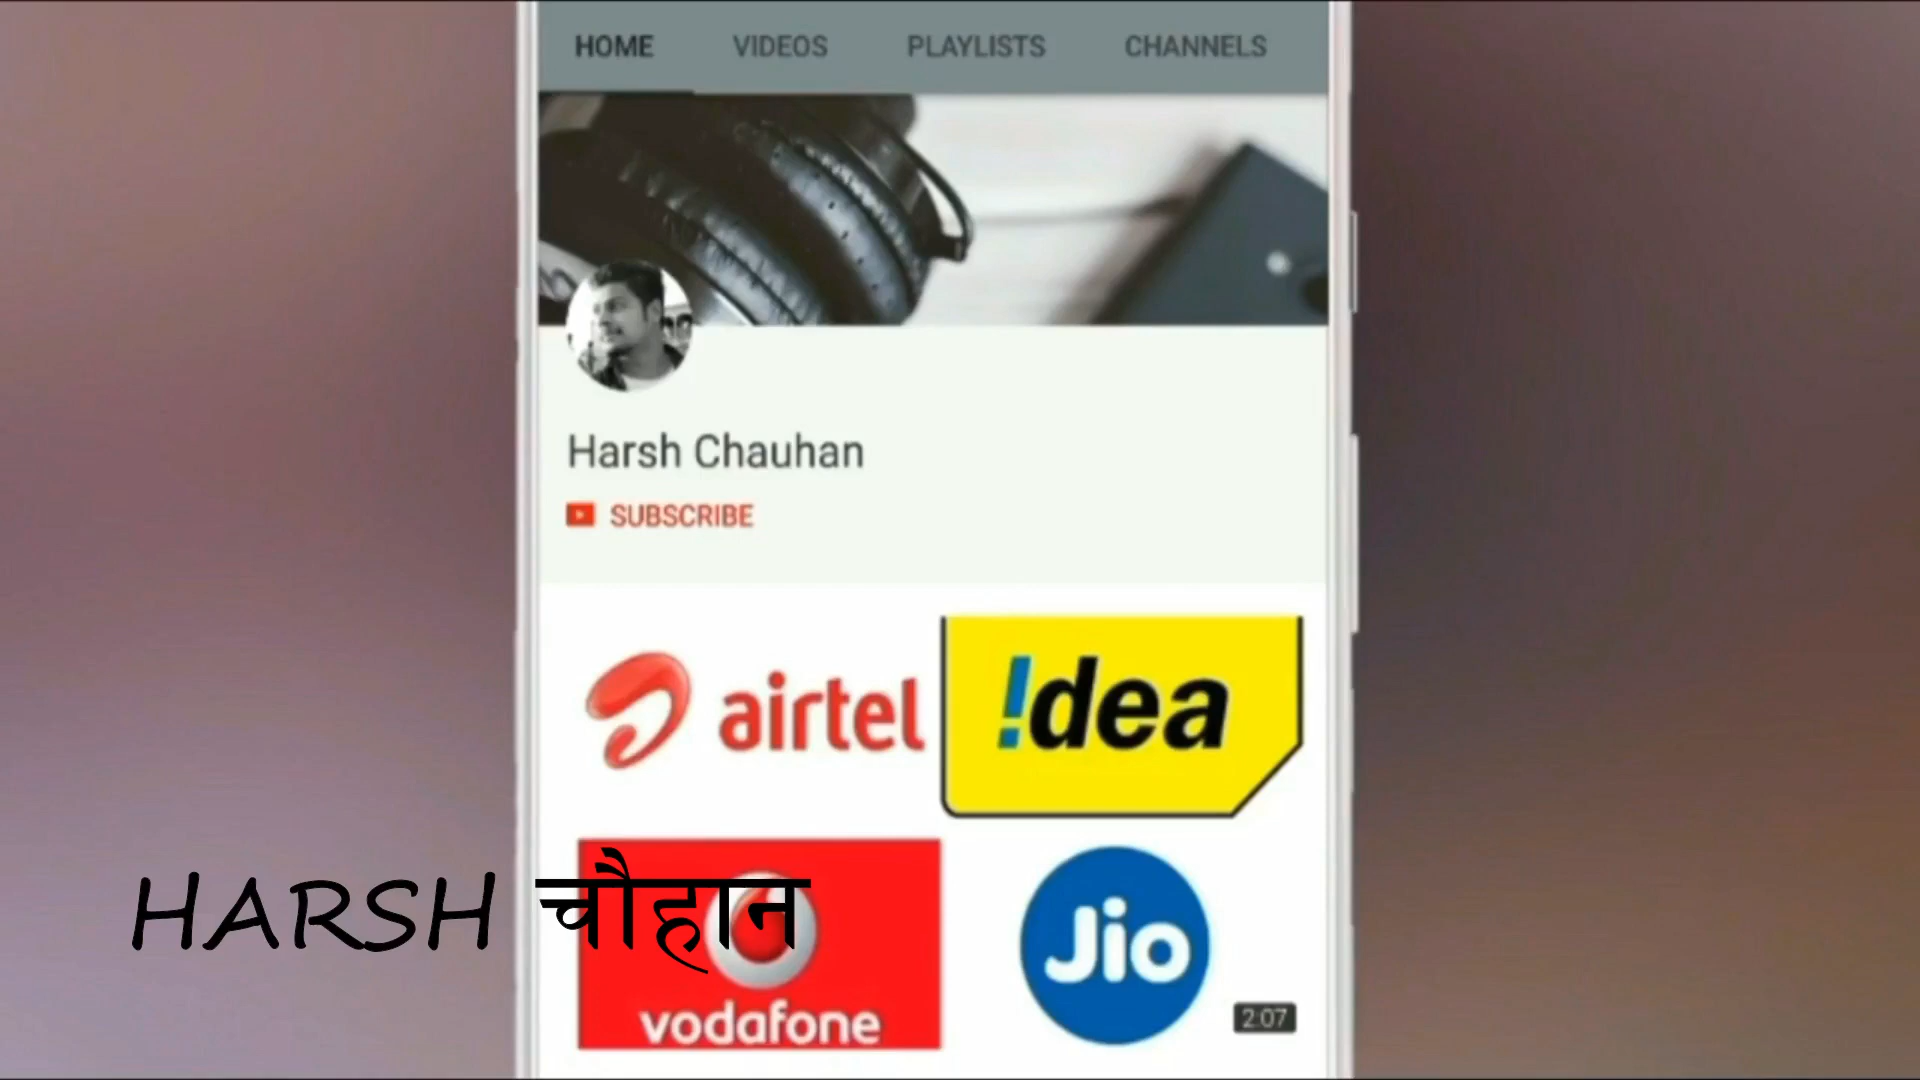 HOME VIDEOS PLAYLISTS CHANNELS
Harsh Chauhan
SUBSCRIBE
airtel !dea
HARSH चौहान
vodafone Jio
2:07